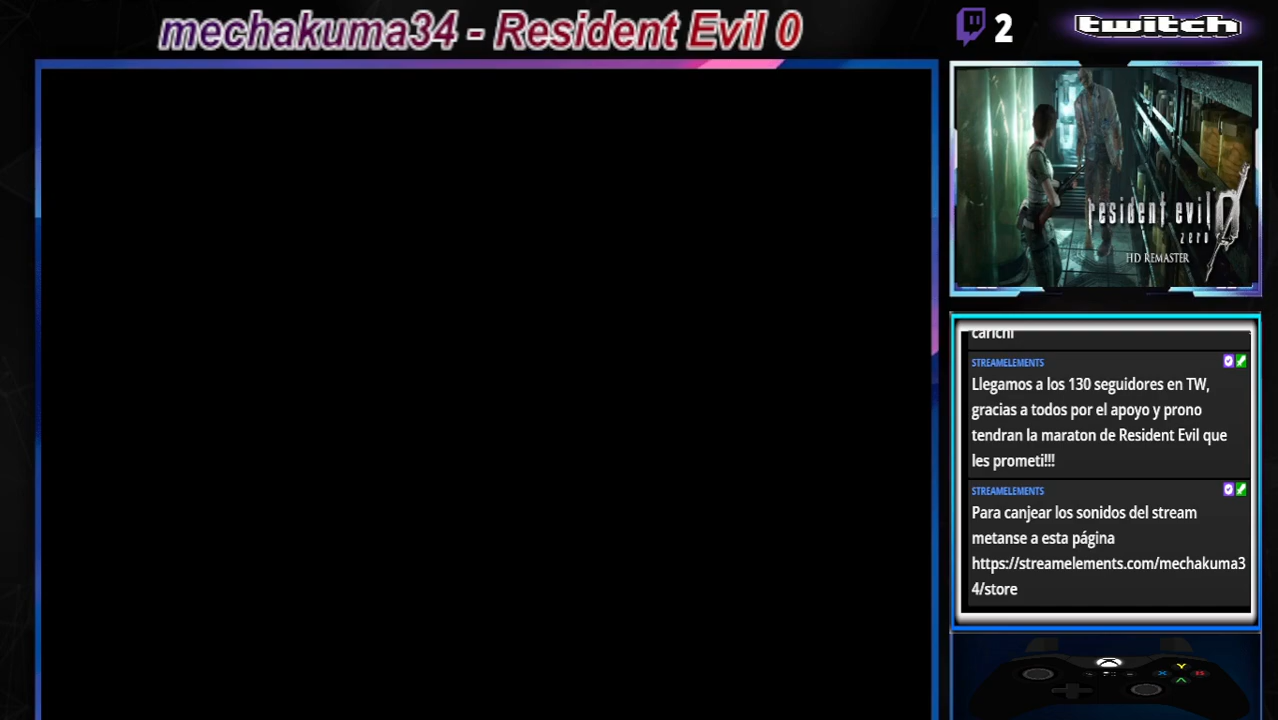 mechakuma34 - Resident Evil 0
2
twitch
resident evil 0
zero
HD REMASTER
carichi
STREAMELEMENTS
Llegamos a los 130 seguidores en TW,
gracias a todos por el apoyo y prono
tendran la maraton de Resident Evil que
les prometi!!!
STREAMELEMENTS
Para canjear los sonidos del stream
metanse a esta página
https://streamelements.com/mechakuma3
4/store
Y
X
B
A